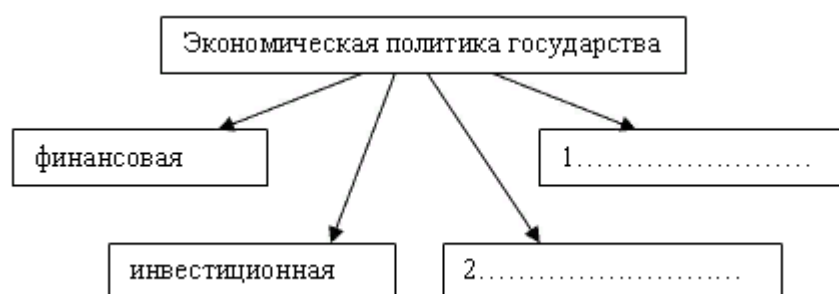 Экономическая политика государства
финансовая
1.......................
инвестиционная
2..........................